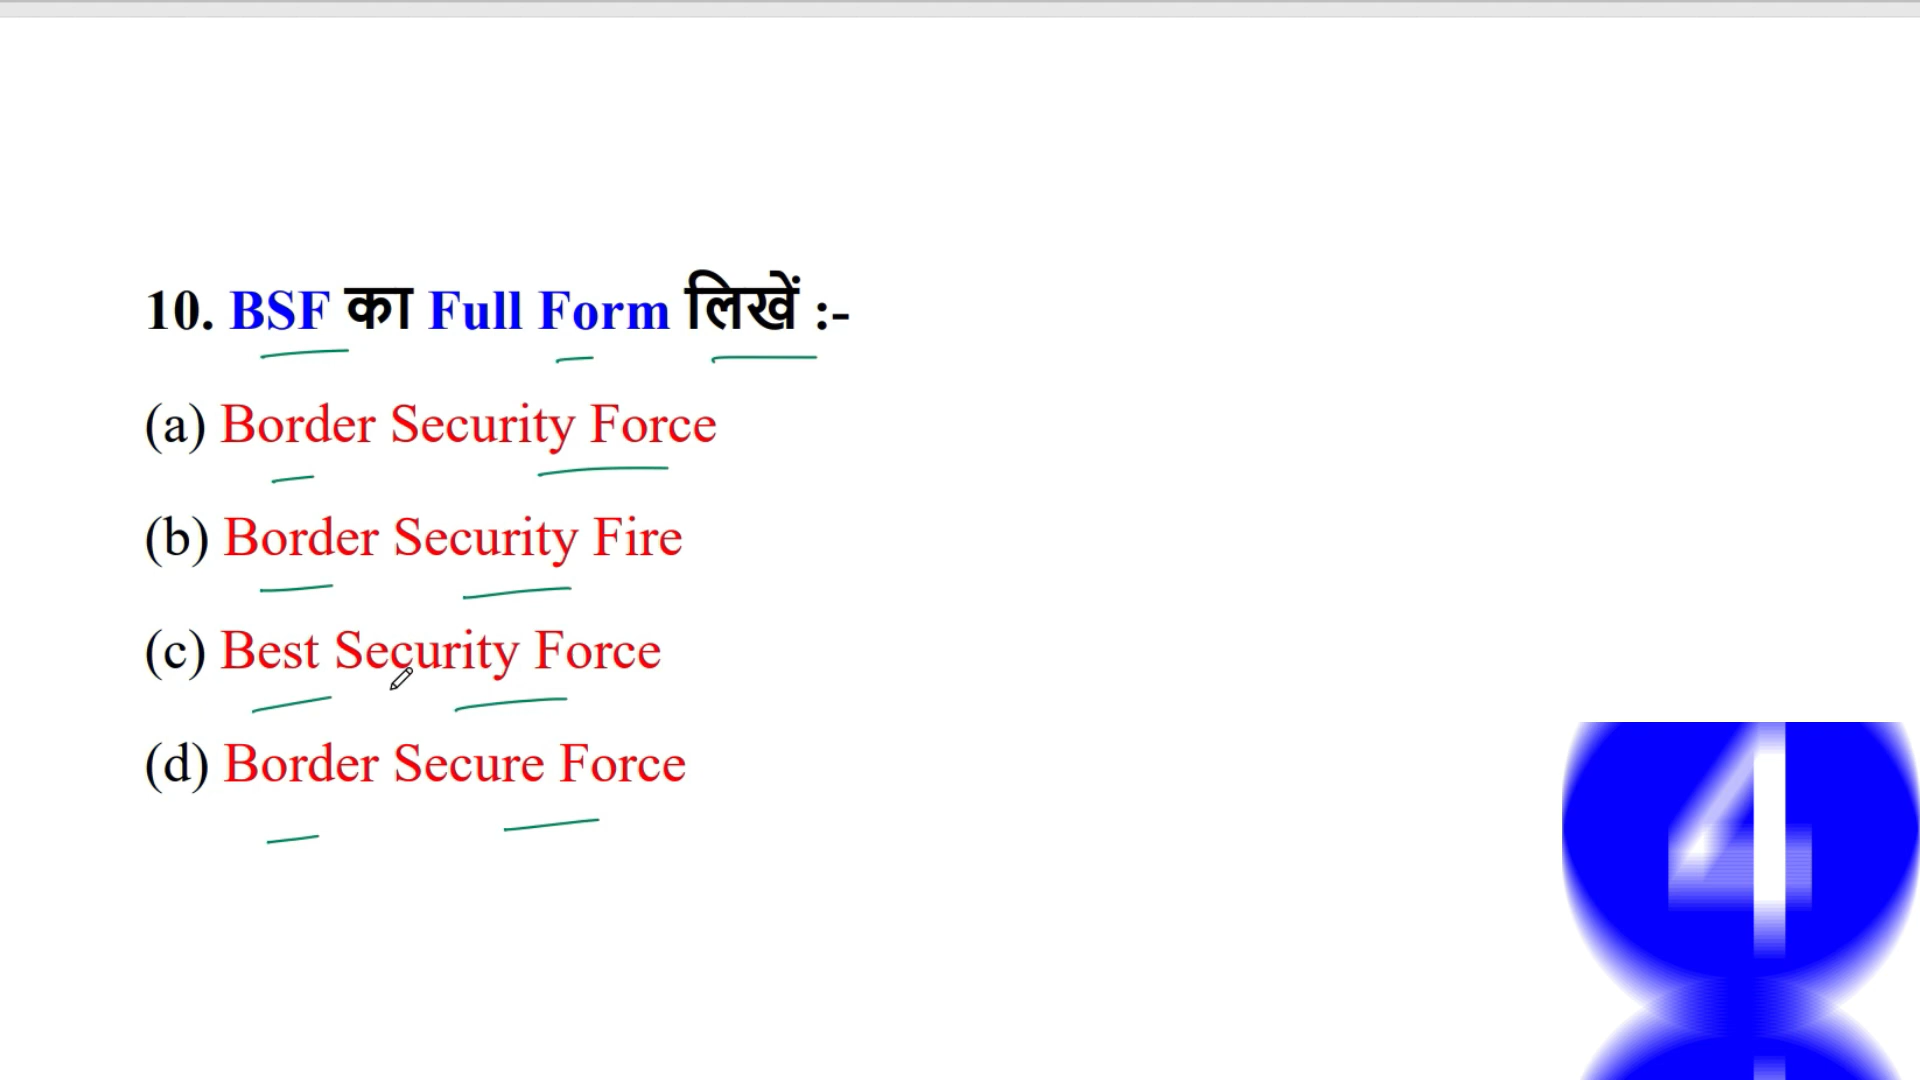 10. BSF का Full Form लिखें :-
(a) Border Security Force
(b) Border Security Fire
(c) Best Security Force
(d) Border Secure Force
4